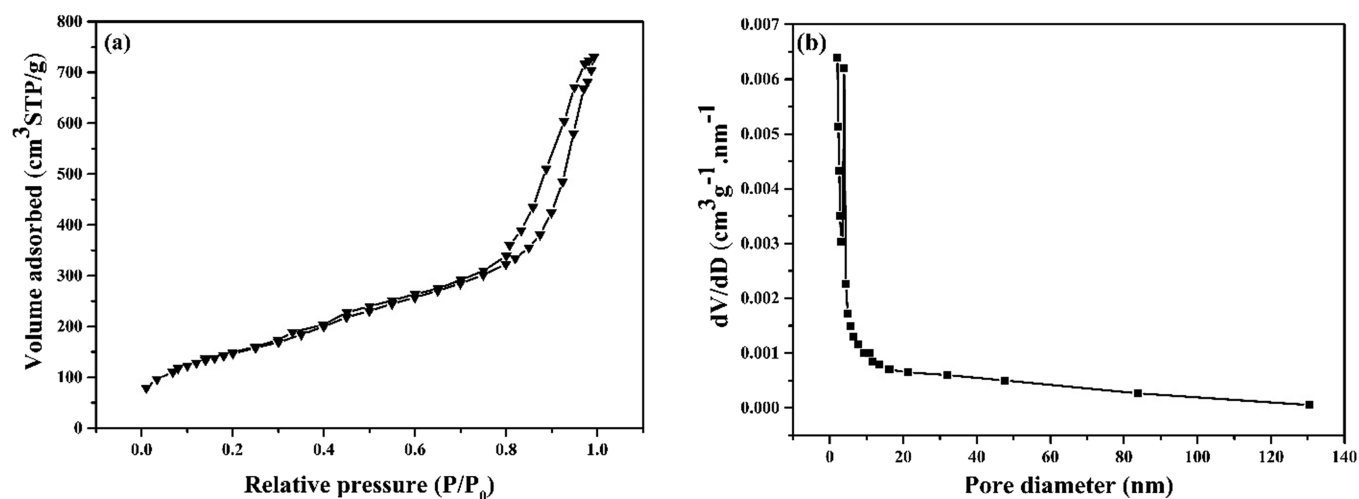 (a)
Volume adsorbed (cm³STP/g)
800
700
600
500
400
300
200
100
0
0.0 0.2 0.4 0.6 0.8 1.0
Relative pressure (P/P₀)
(b)
dV/dD (cm³g⁻¹.nm⁻¹
0.007
0.006
0.005
0.004
0.003
0.002
0.001
0.000
0 20 40 60 80 100 120 140
Pore diameter (nm)